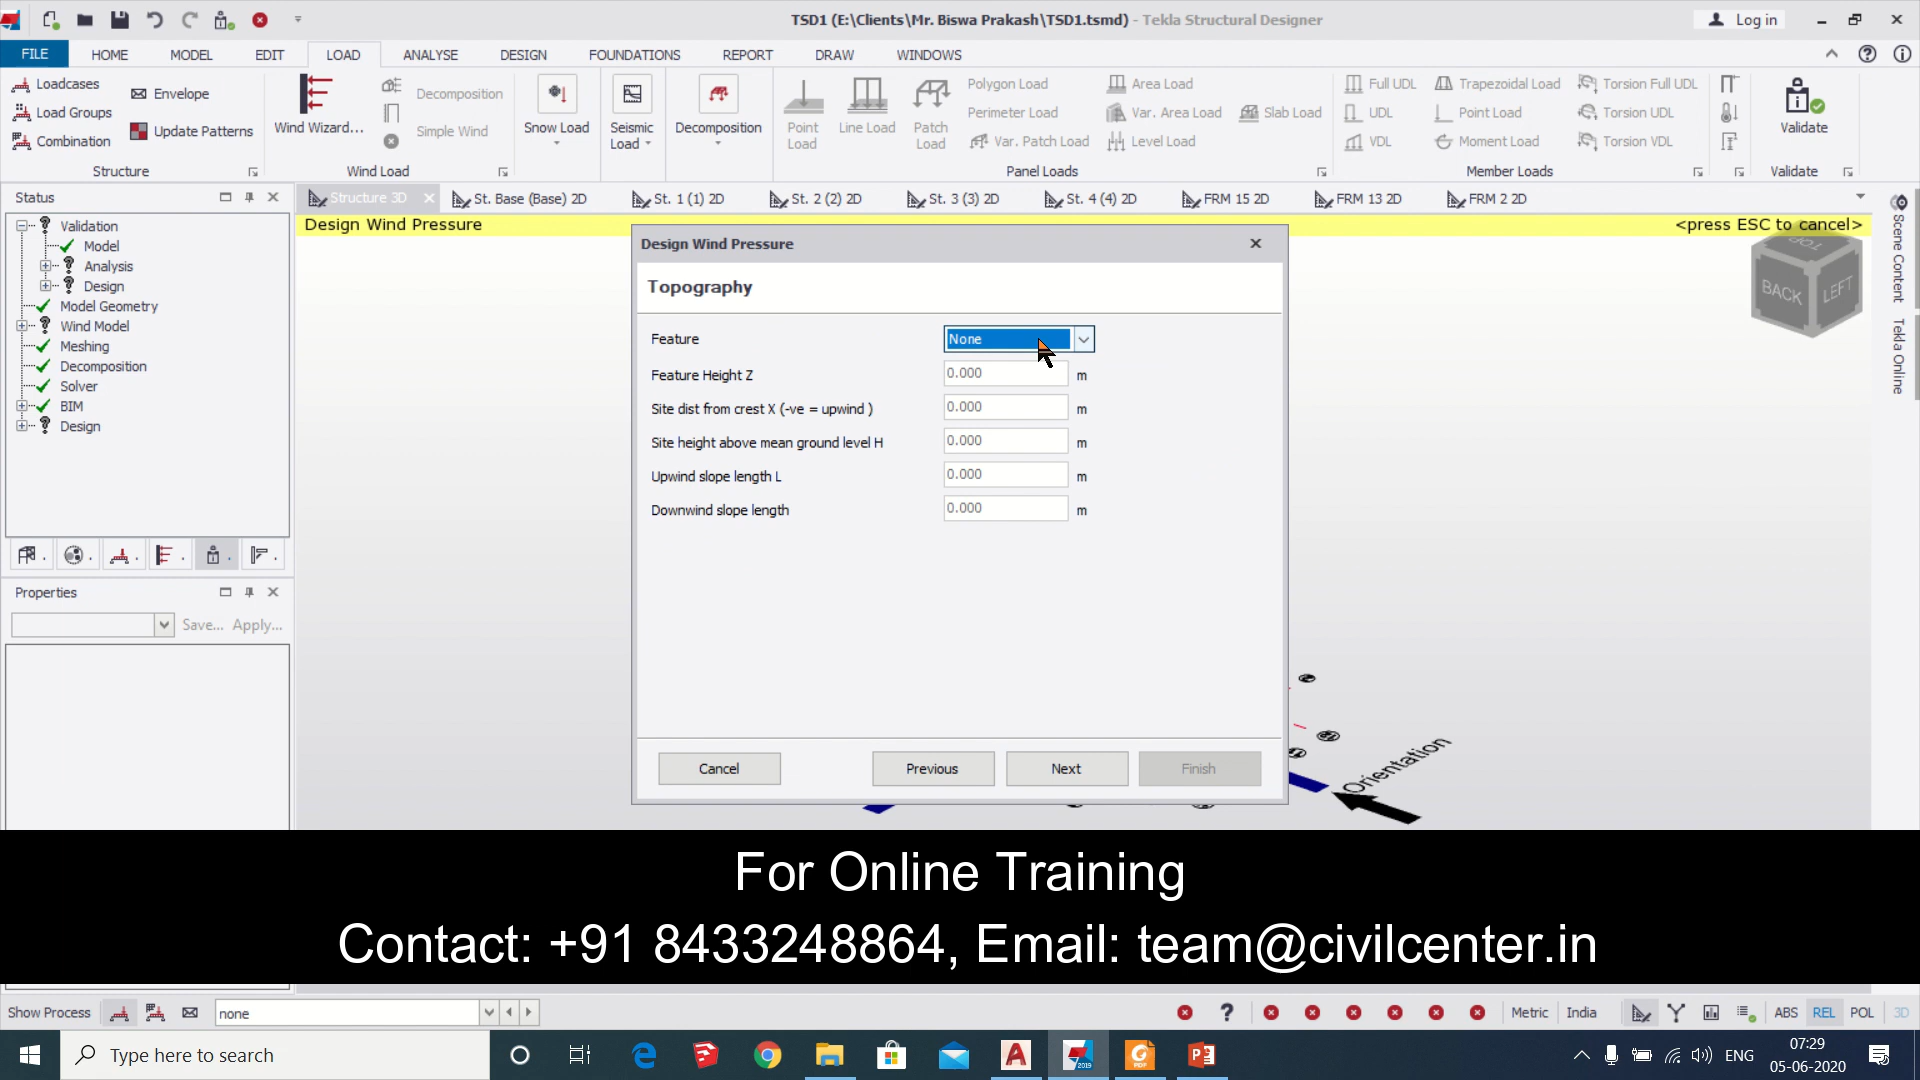 TSD1 (E:\Clients\Mr. Biswa Prakash\TSD1.tsmd) - Tekla Structural Designer
Log in
FILE HOME MODEL EDIT LOAD ANALYSE DESIGN FOUNDATIONS REPORT DRAW WINDOWS
Loadcases
Load Groups
Combination
Envelope
Update Patterns
Structure
Wind Wizard...
Decomposition
Simple Wind
Wind Load
Snow Load
Seismic Load
Decomposition
Point Load
Line Load
Patch Load
Polygon Load
Perimeter Load
Var. Patch Load
Area Load
Var. Area Load
Level Load
Slab Load
Panel Loads
Full UDL
UDL
VDL
Trapezoidal Load
Point Load
Moment Load
Torsion Full UDL
Torsion UDL
Torsion VDL
Member Loads
Validate
Validate
Status
Validation
Model
Analysis
Design
Model Geometry
Wind Model
Meshing
Decomposition
Solver
BIM
Design
Properties
Save... Apply...
Structure 3D
St. Base (Base) 2D
St. 1 (1) 2D
St. 2 (2) 2D
St. 3 (3) 2D
St. 4 (4) 2D
FRM 15 2D
FRM 13 2D
FRM 2 2D
Design Wind Pressure
<press ESC to cancel>
TOP
BACK
LEFT
Scene Content
Tekla Online
Design Wind Pressure
Topography
Feature None
Feature Height Z 0.000 m
Site dist from crest X (-ve = upwind ) 0.000 m
Site height above mean ground level H 0.000 m
Upwind slope length L 0.000 m
Downwind slope length 0.000 m
Cancel Previous Next Finish
Orientation
For Online Training
Contact: +91 8433248864, Email: team@civilcenter.in
Show Process
none
Metric India
ABS REL POL 3D
Type here to search
2019
PDF
ENG
07:29
05-06-2020